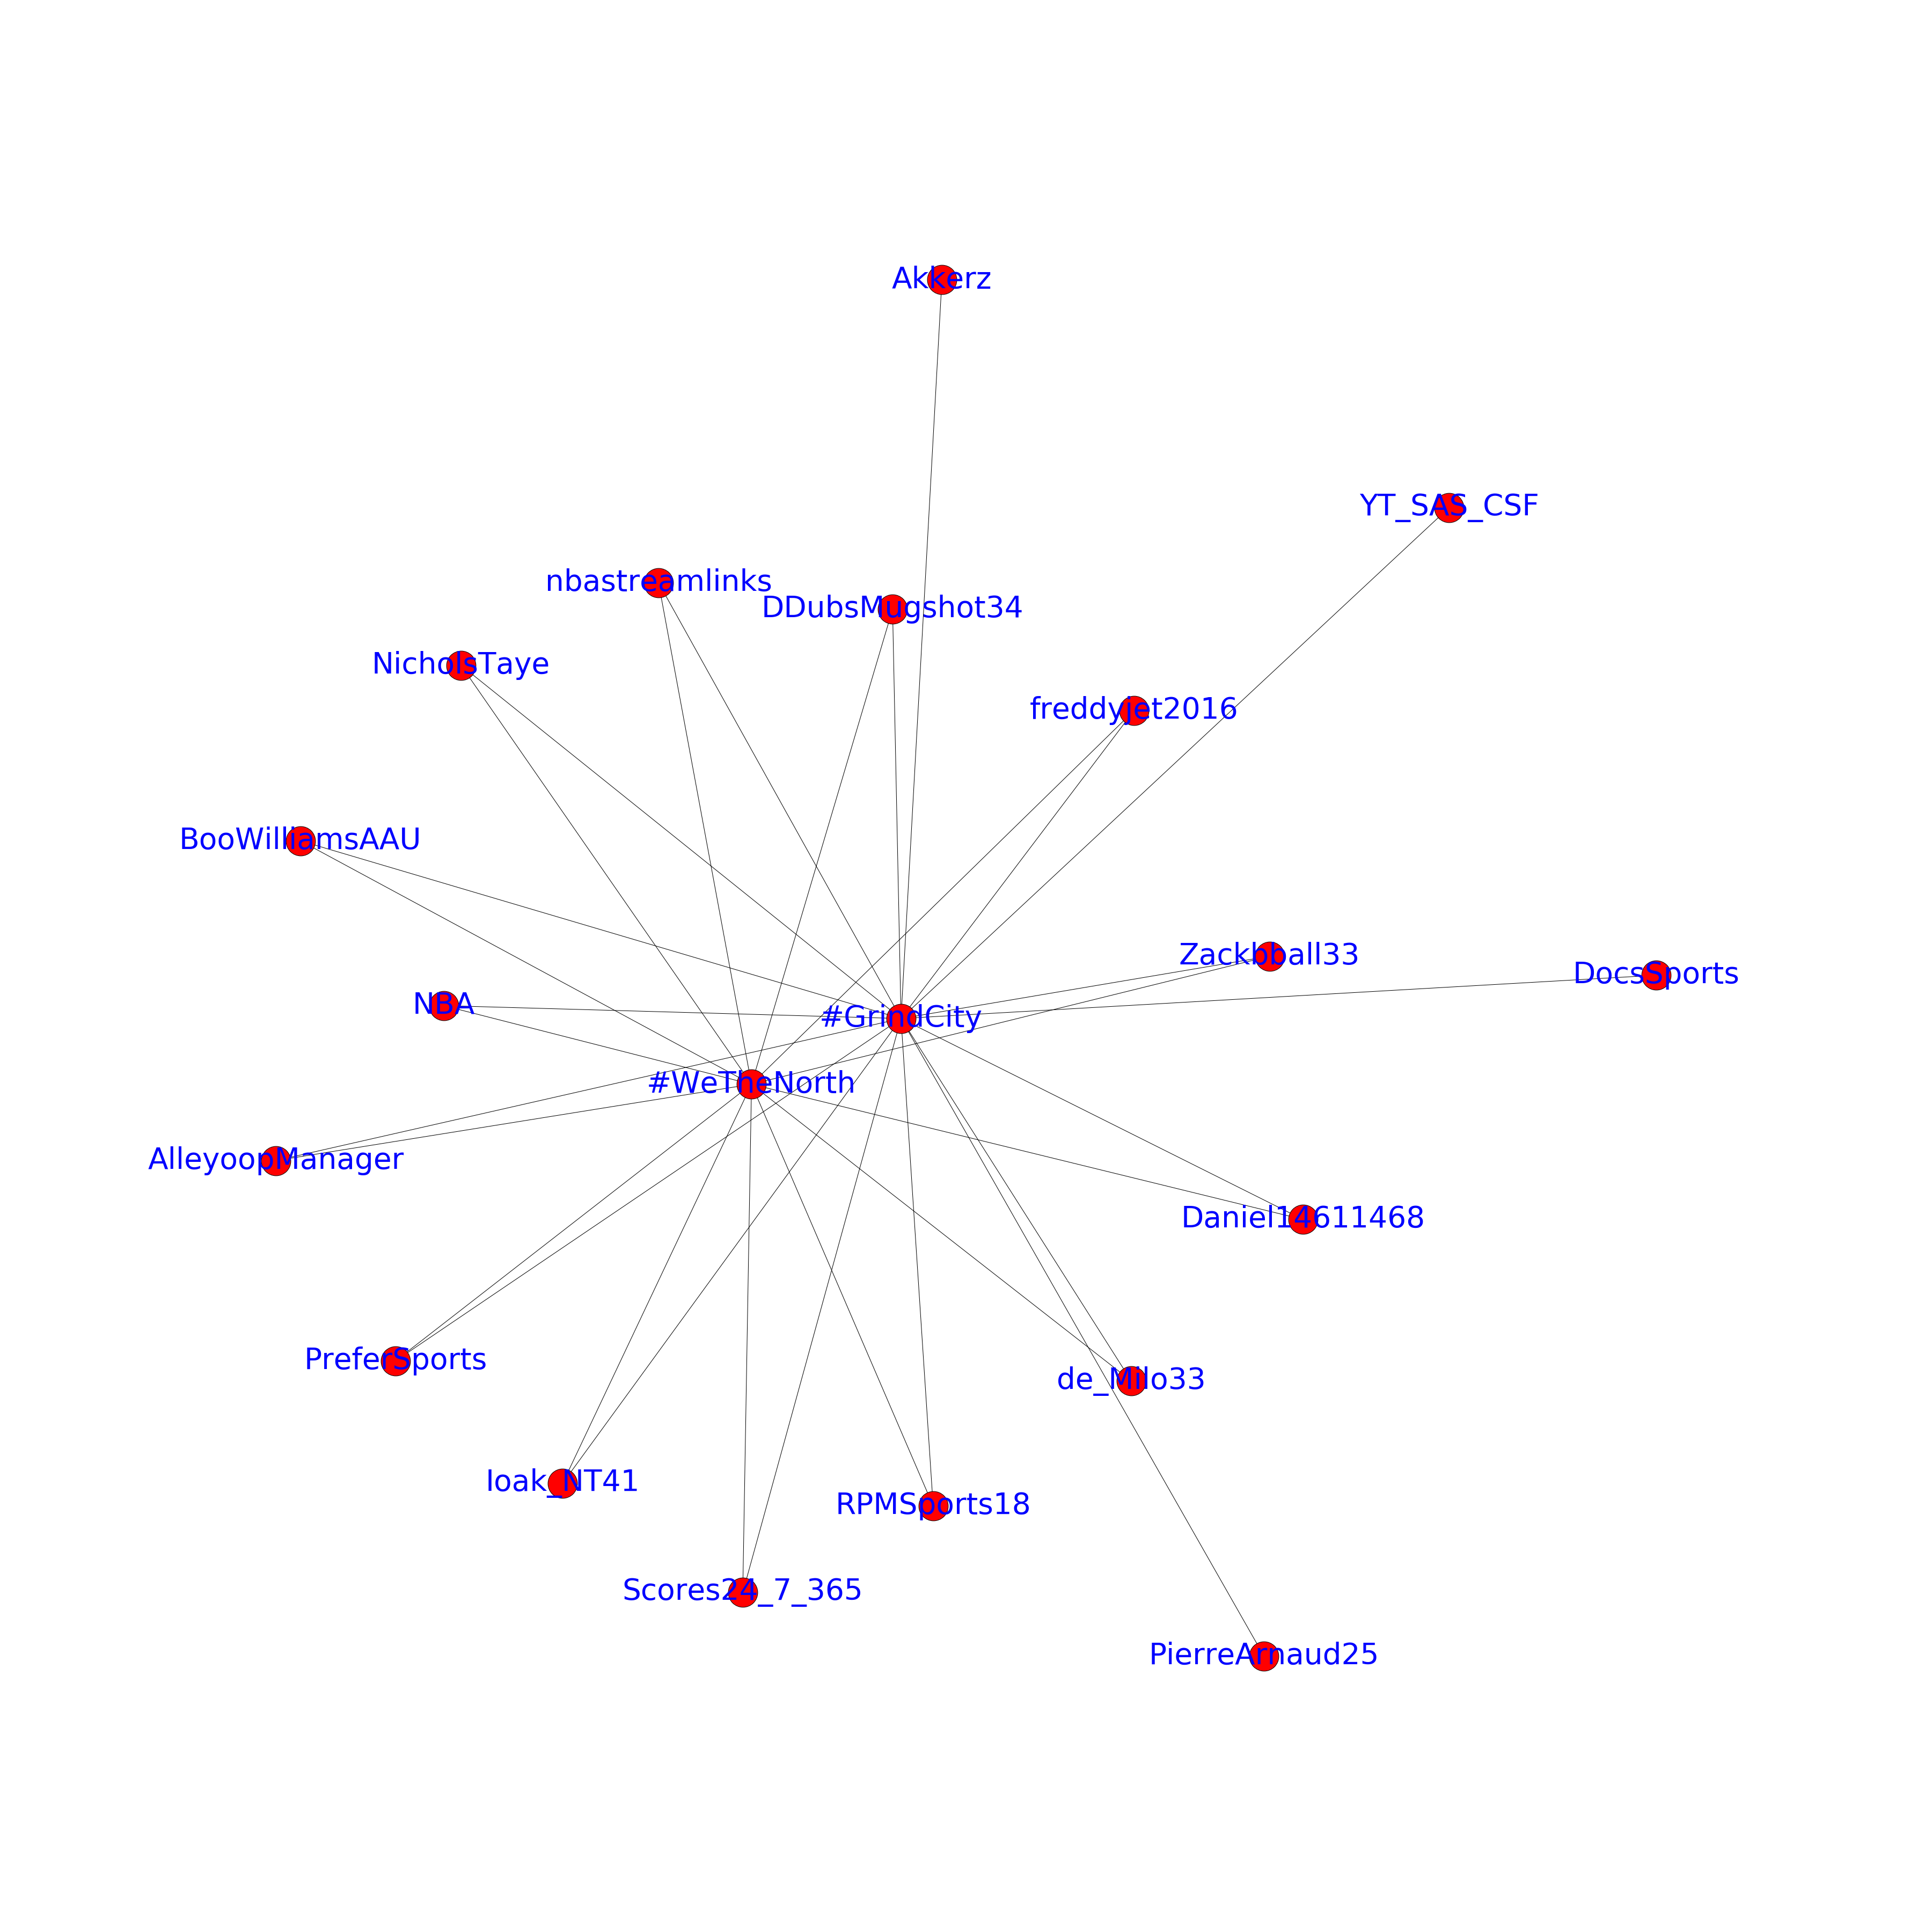 Akkerz
YT_SAS_CSF
nbastreamlinks
DDubsMugshot34
NicholsTaye
freddyjet2016
BooWilliamsAAU
Zackbball33
DocsSports
NBA
#GrindCity
#WeTheNorth
AlleyoopManager
Daniel14611468
PreferSports
de_Milo33
Ioak_NT41
RPMSports18
Scores24_7_365
PierreArnaud25